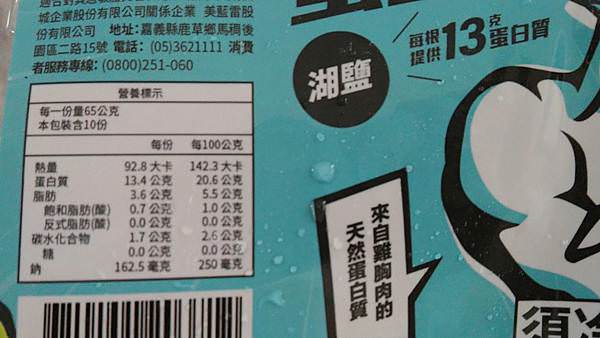 城企業股份有限公司關係企業 美藍雷股
份有限公司 地址:嘉義縣鹿草鄉馬稠後
園區二路15號 電話: (05)3621111 消費
者服務專線: (0800)251-060
營養標示
每一份量65公克
本包裝含10份
每份 每100公克
熱量 92.8 大卡 142.3 大卡
蛋白質 13.4 公克 20.6 公克
脂肪 3.6 公克 5.5 公克
飽和脂肪(酸) 0.7 公克 1.0 公克
反式脂肪(酸) 0.0 公克 0.0 公克
碳水化合物 1.7 公克 2.6 公克
糖 0.0 公克 0.0 公克
鈉 162.5 毫克 250 毫克
湖鹽
每根
提供13克蛋白質
來自雞胸肉的
天然蛋白質
須